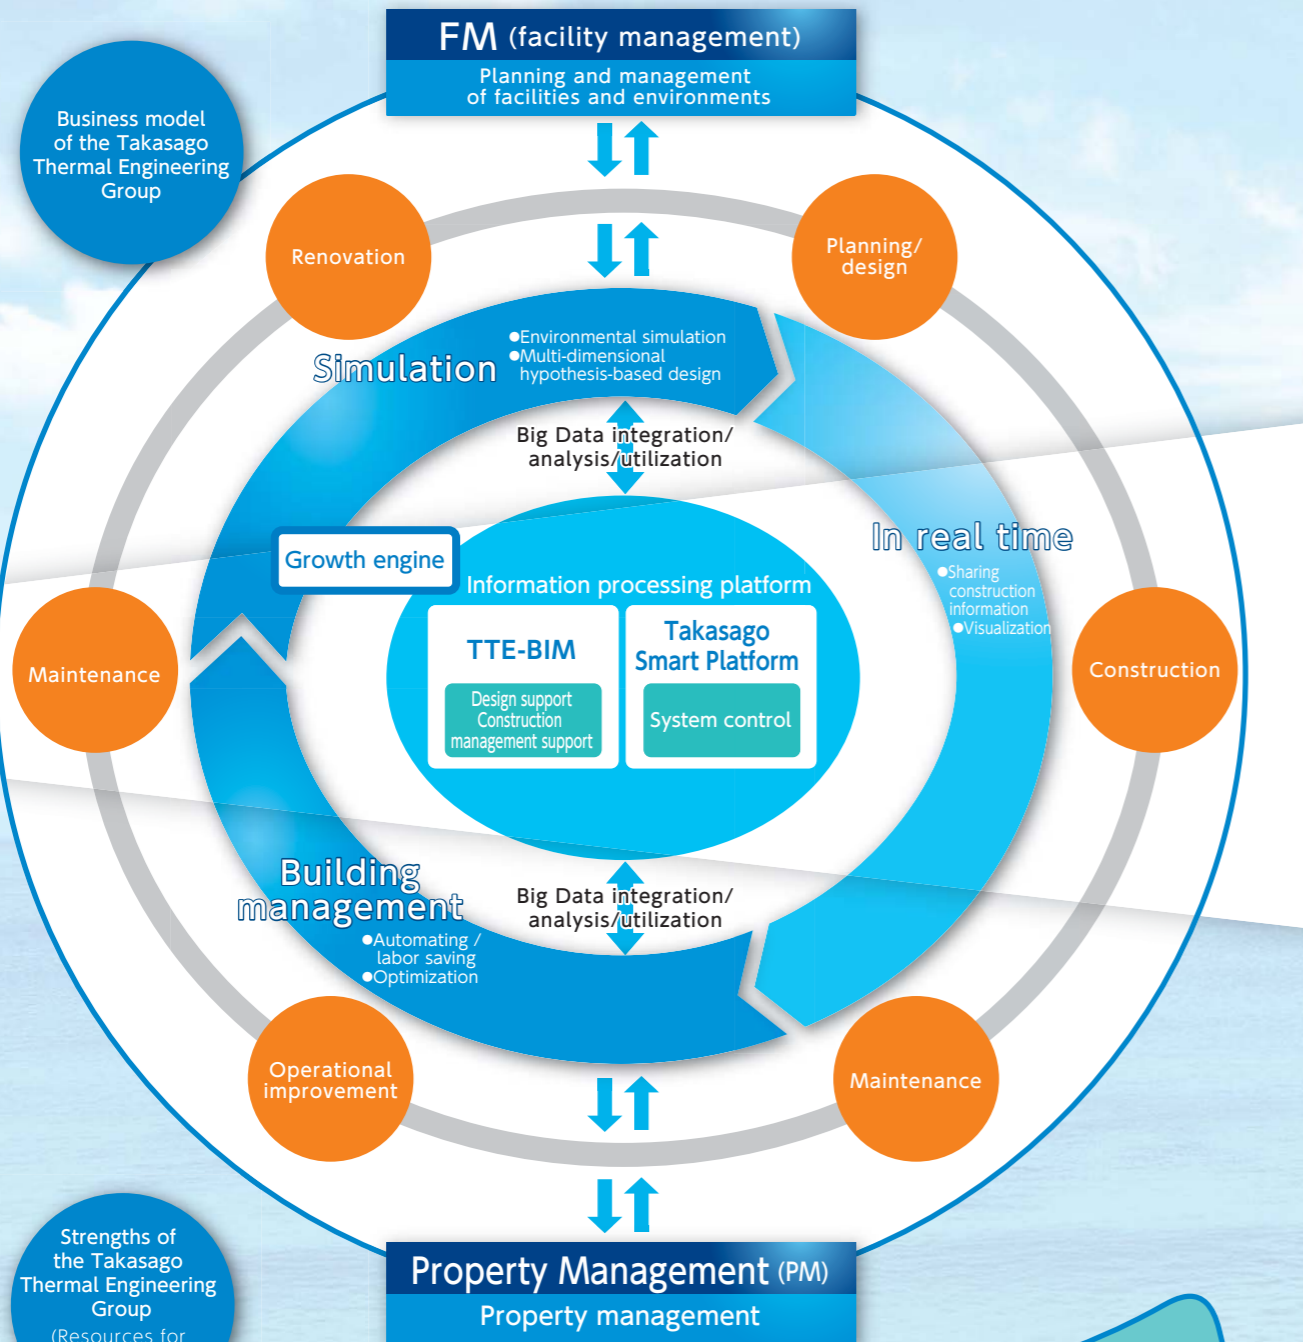 FM (facility management)
Planning and management
of facilities and environments
Business model
of the Takasago
Thermal Engineering
Group
Renovation
Planning/
design
Simulation
●Environmental simulation
●Multi-dimensional
hypothesis-based design
Big Data integration/
analysis/utilization
In real time
●Sharing
construction
information
●Visualization
Growth engine
Information processing platform
TTE-BIM
Design support
Construction
management support
Takasago
Smart Platform
System control
Maintenance
Construction
Building
management
●Automating /
labor saving
●Optimization
Big Data integration/
analysis/utilization
Operational
improvement
Maintenance
Strengths of
the Takasago
Thermal Engineering
Group
(Resources for
Property Management (PM)
Property management